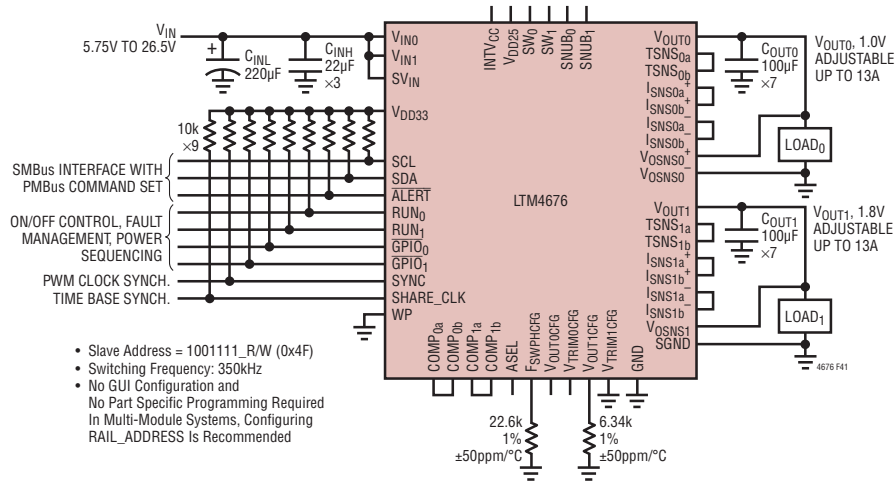 VIN
5.75V TO 26.5V
+
CINL
220µF
CINH
22µF
×3
VIN0
VIN1
SVIN
INTVCC
VDD25
SW0
SW1
SNUB0
SNUB1
VDD33
10k
×9
SMBus INTERFACE WITH
PMBus COMMAND SET
ON/OFF CONTROL, FAULT
MANAGEMENT, POWER
SEQUENCING
PWM CLOCK SYNCH.
TIME BASE SYNCH.
SCL
SDA
ALERT
RUN0
RUN1
GPIO0
GPIO1
SYNC
SHARE_CLK
WP
LTM4676
VOUT0
TSNS0a
TSNS0b
ISNS0a+
ISNS0b+
ISNS0a–
ISNS0b–
VOSNS0+
VOSNS0–
COUT0
100µF
×7
VOUT0, 1.0V
ADJUSTABLE
UP TO 13A
LOAD0
VOUT1
TSNS1a
TSNS1b
ISNS1a+
ISNS1b+
ISNS1a–
ISNS1b–
VOSNS1
SGND
COUT1
100µF
×7
VOUT1, 1.8V
ADJUSTABLE
UP TO 13A
LOAD1
4676 F41
COMP0a
COMP0b
COMP1a
COMP1b
ASEL
FSWPHCFG
VOUT0CFG
VTRIM0CFG
VOUT1CFG
VTRIM1CFG
GND
22.6k
1%
±50ppm/°C
6.34k
1%
±50ppm/°C
• Slave Address = 1001111_R/W (0x4F)
• Switching Frequency: 350kHz
• No GUI Configuration and
No Part Specific Programming Required
In Multi-Module Systems, Configuring
RAIL_ADDRESS Is Recommended